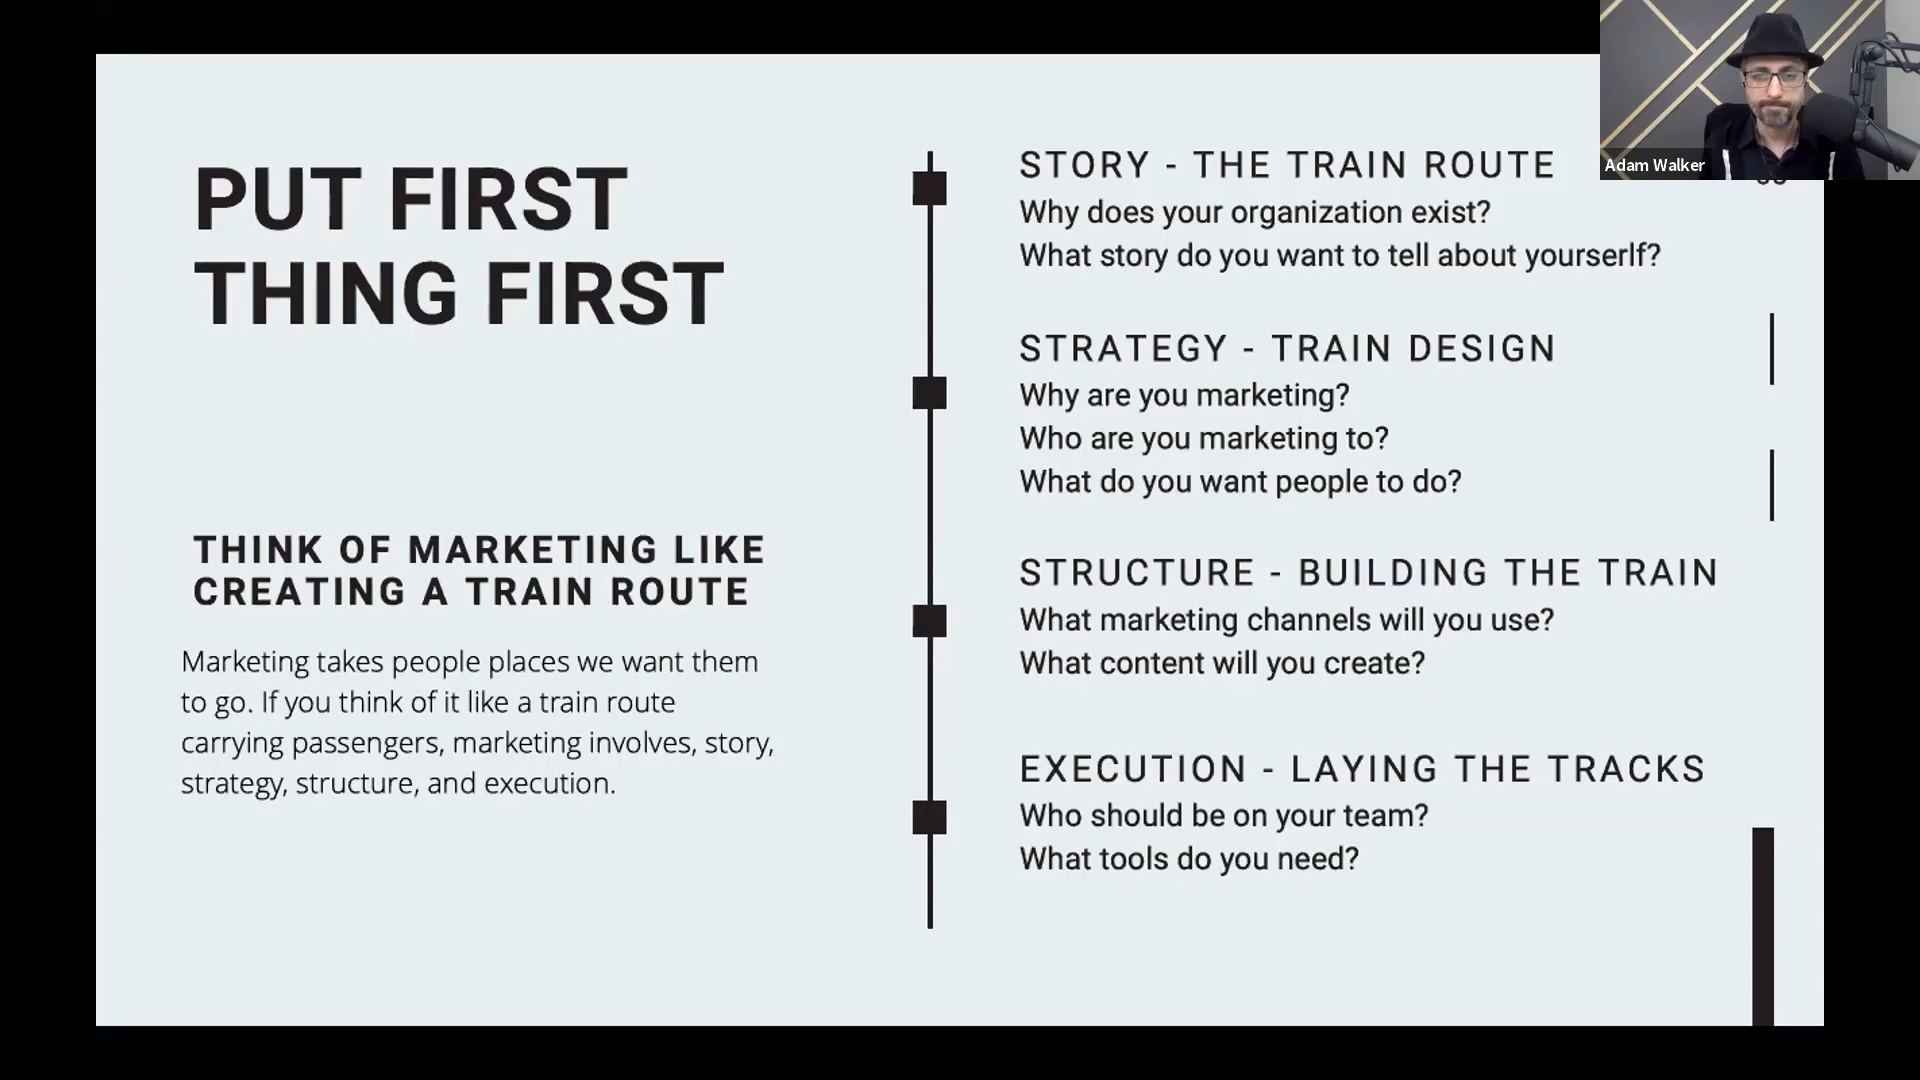 PUT FIRST
THING FIRST
THINK OF MARKETING LIKE
CREATING A TRAIN ROUTE
Marketing takes people places we want them
to go. If you think of it like a train route
carrying passengers, marketing involves, story,
strategy, structure, and execution.
STORY - THE TRAIN ROUTE
Why does your organization exist?
What story do you want to tell about yourserlf?
STRATEGY - TRAIN DESIGN
Why are you marketing?
Who are you marketing to?
What do you want people to do?
STRUCTURE - BUILDING THE TRAIN
What marketing channels will you use?
What content will you create?
EXECUTION - LAYING THE TRACKS
Who should be on your team?
What tools do you need?
Adam Walker